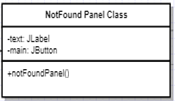 NotFound Panel Class
-text: JLabel
-main: JButton
+notFoundPanel()